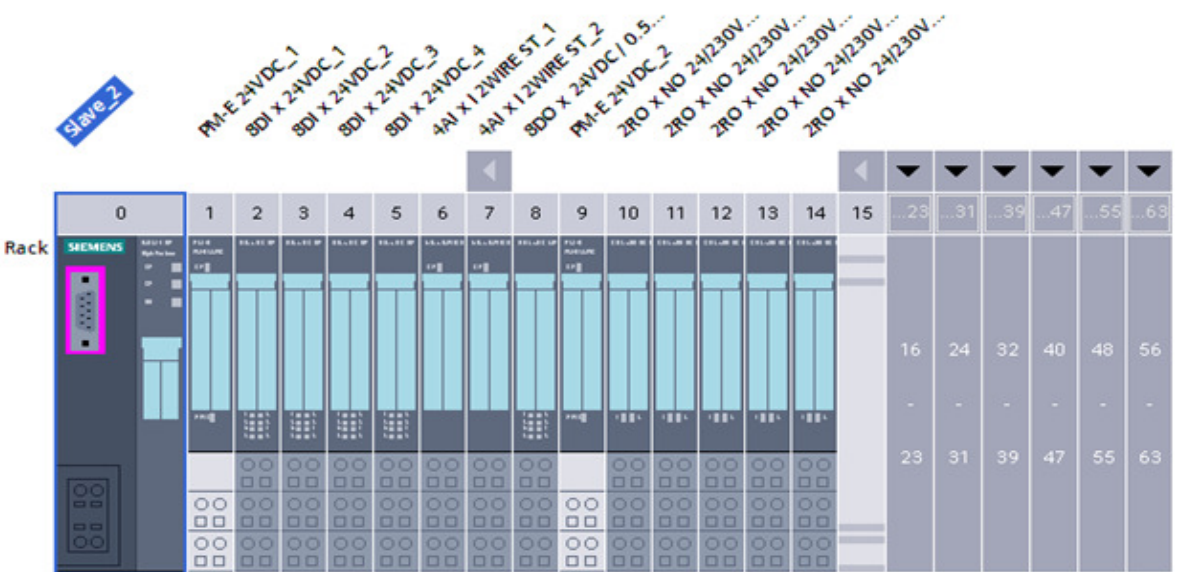 Slave_2
PM-E 24VDC_1
8DI x 24VDC_1
8DI x 24VDC_2
8DI x 24VDC_3
8DI x 24VDC_4
4AI x I 2WIRE ST_1
4AI x I 2WIRE ST_2
8DO x 24VDC / 0.5...
PM-E 24VDC_2
2RO x NO 24/230V...
2RO x NO 24/230V...
2RO x NO 24/230V...
2RO x NO 24/230V...
2RO x NO 24/230V...
0 1 2 3 4 5 6 7 8 9 10 11 12 13 14 15 ...23 ...31 ...39 ...47 ...55 ...63
Rack
SIEMENS
16 24 32 40 48 56
- - - - - -
23 31 39 47 55 63